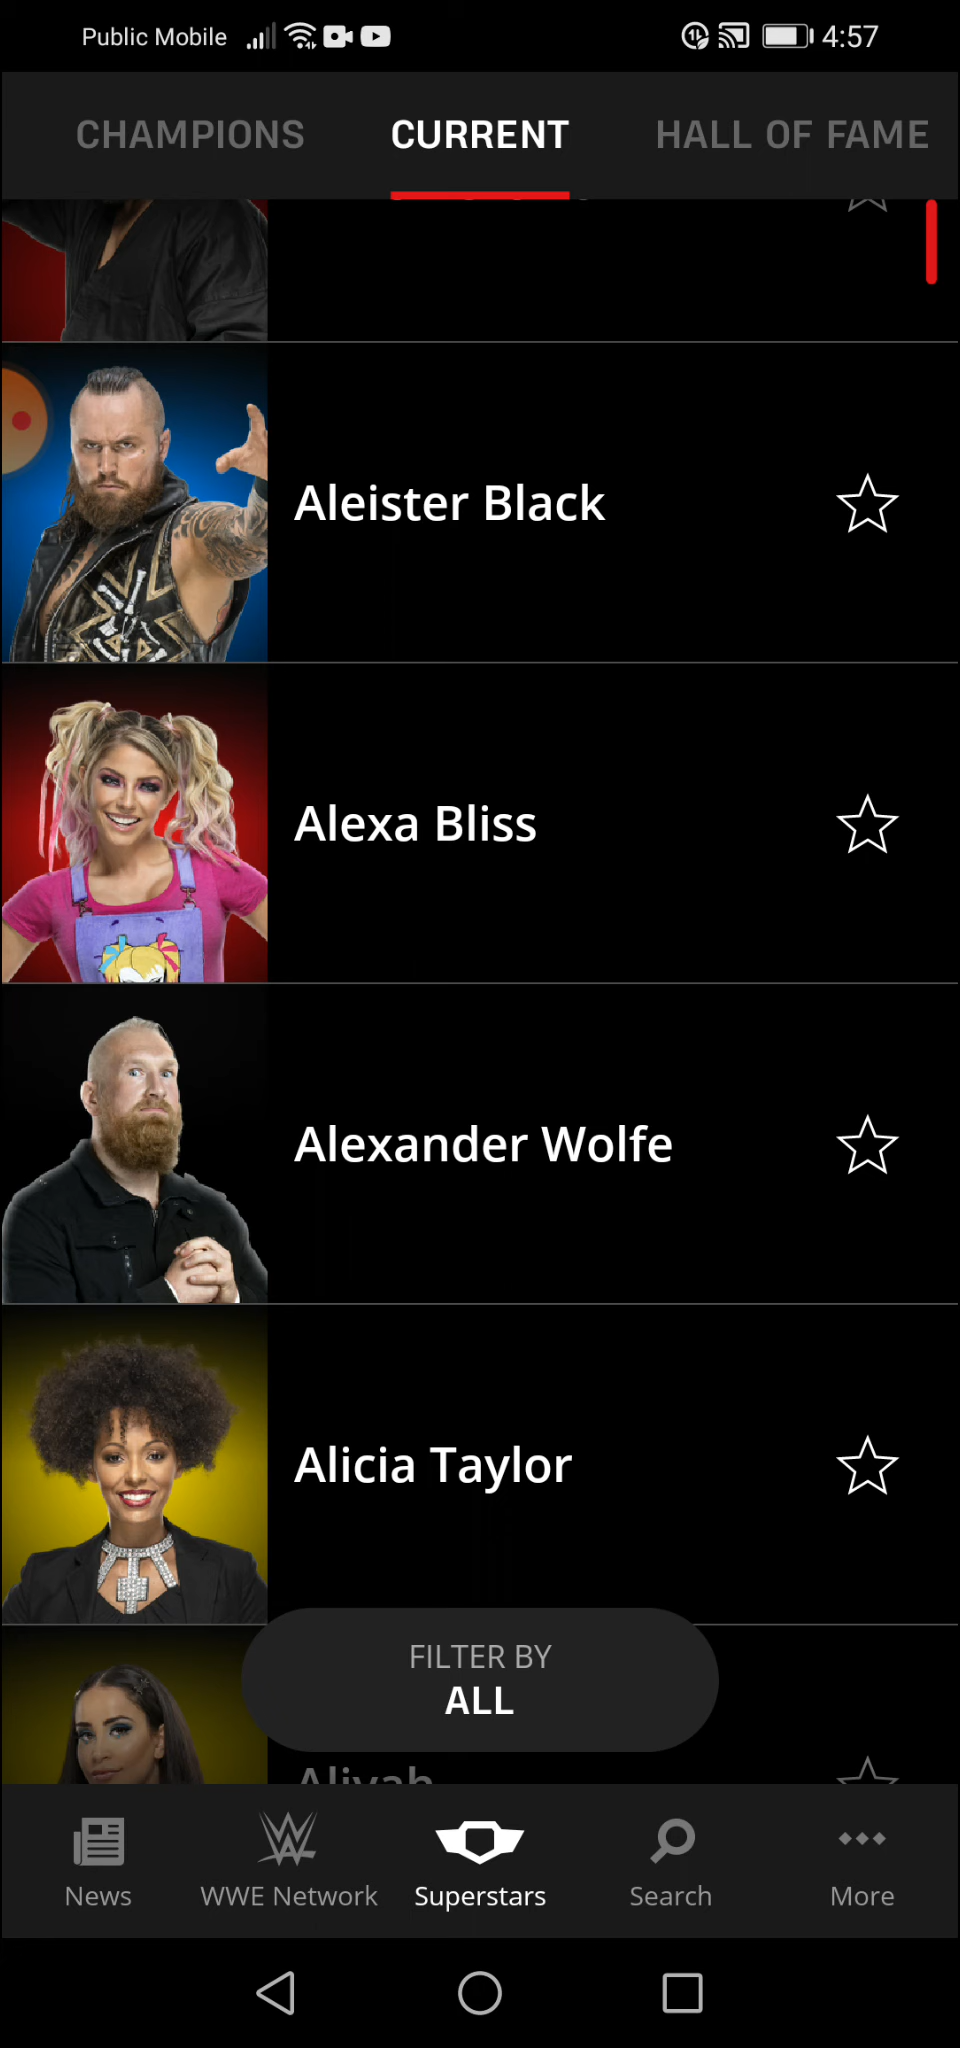 Public Mobile 4:57
CHAMPIONS CURRENT HALL OF FAME
Aleister Black
Alexa Bliss
Alexander Wolfe
Alicia Taylor
FILTER BY
ALL
Aliyah
News WWE Network Superstars Search More